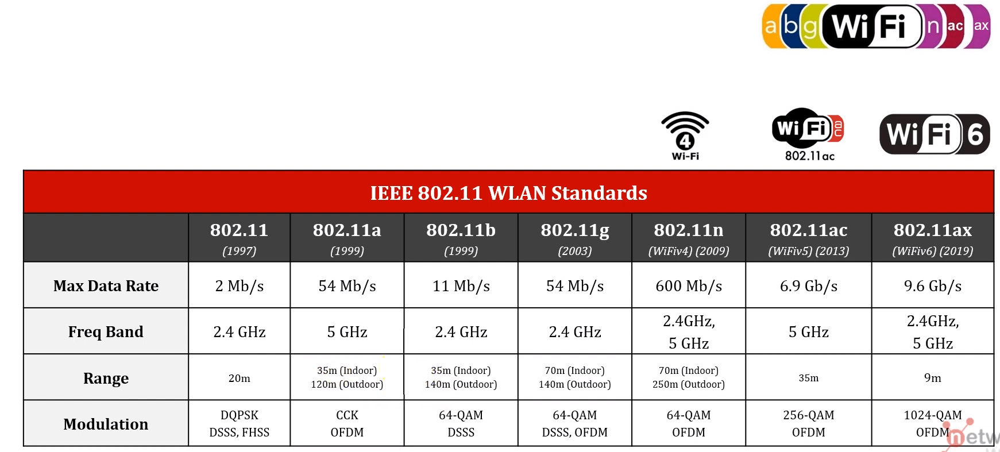 a b g Wi Fi n ac ax
4
Wi-Fi
Wi Fi ac
802.11ac
Wi Fi 6
IEEE 802.11 WLAN Standards
802.11 802.11a 802.11b 802.11g 802.11n 802.11ac 802.11ax
(1997) (1999) (1999) (2003) (WiFiv4) (2009) (WiFiv5) (2013) (WiFiv6) (2019)
Max Data Rate 2 Mb/s 54 Mb/s 11 Mb/s 54 Mb/s 600 Mb/s 6.9 Gb/s 9.6 Gb/s
Freq Band 2.4 GHz 5 GHz 2.4 GHz 2.4 GHz 2.4GHz, 5 GHz 5 GHz 2.4GHz, 5 GHz
Range 20m 35m (Indoor) 120m (Outdoor) 35m (Indoor) 140m (Outdoor) 70m (Indoor) 140m (Outdoor) 70m (Indoor) 250m (Outdoor) 35m 9m
Modulation DQPSK DSSS, FHSS CCK OFDM 64-QAM DSSS 64-QAM DSSS, OFDM 64-QAM OFDM 256-QAM OFDM 1024-QAM OFDM